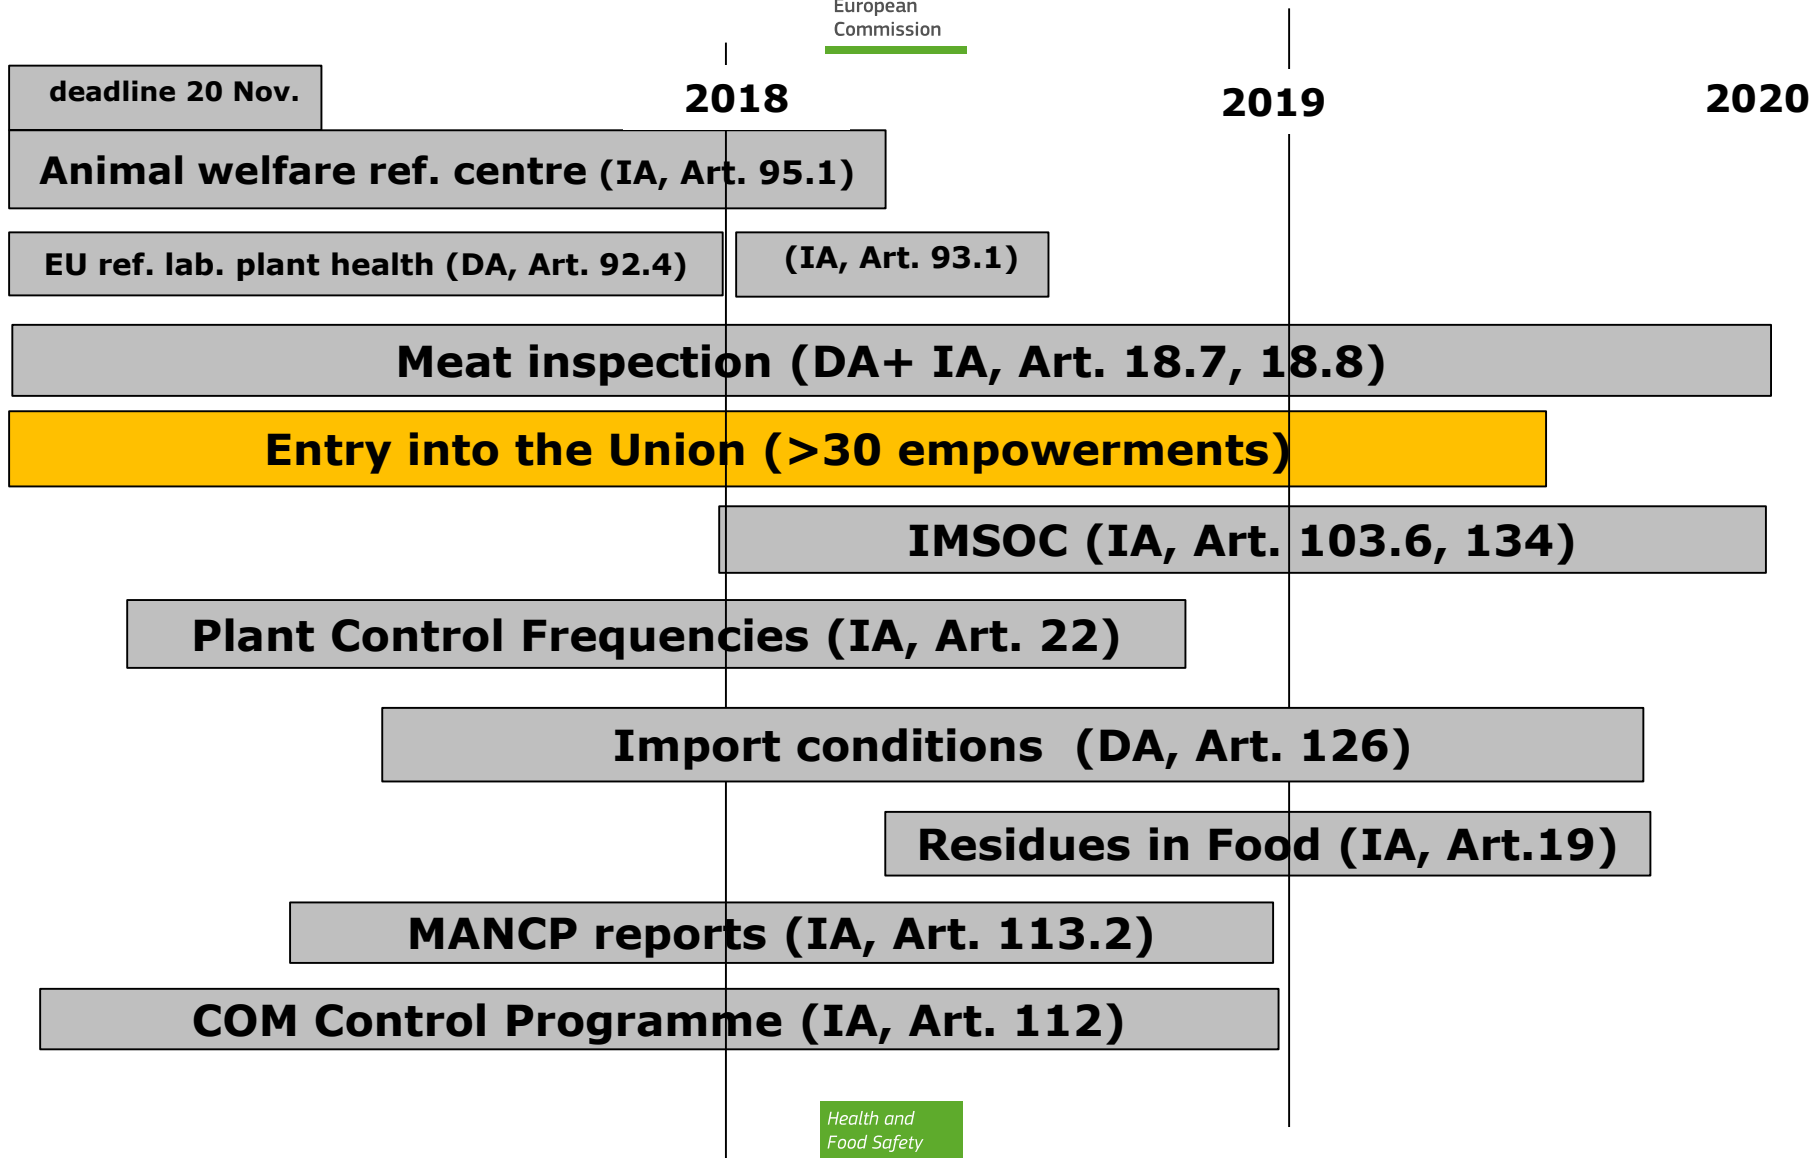 European
Commission
deadline 20 Nov.
2018
2019
2020
Animal welfare ref. centre (IA, Art. 95.1)
EU ref. lab. plant health (DA, Art. 92.4)
(IA, Art. 93.1)
Meat inspection (DA+ IA, Art. 18.7, 18.8)
Entry into the Union (>30 empowerments)
IMSOC (IA, Art. 103.6, 134)
Plant Control Frequencies (IA, Art. 22)
Import conditions  (DA, Art. 126)
Residues in Food (IA, Art.19)
MANCP reports (IA, Art. 113.2)
COM Control Programme (IA, Art. 112)
Health and
Food Safety